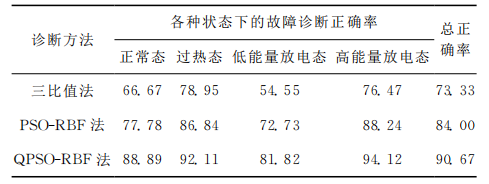 诊断方法 各种状态下的故障诊断正确率 总正确率
正常态 过热态 低能量放电态 高能量放电态
三比值法 66.67 78.95 54.55 76.47 73.33
PSO-RBF 法 77.78 86.84 72.73 88.24 84.00
QPSO-RBF 法 88.89 92.11 81.82 94.12 90.67